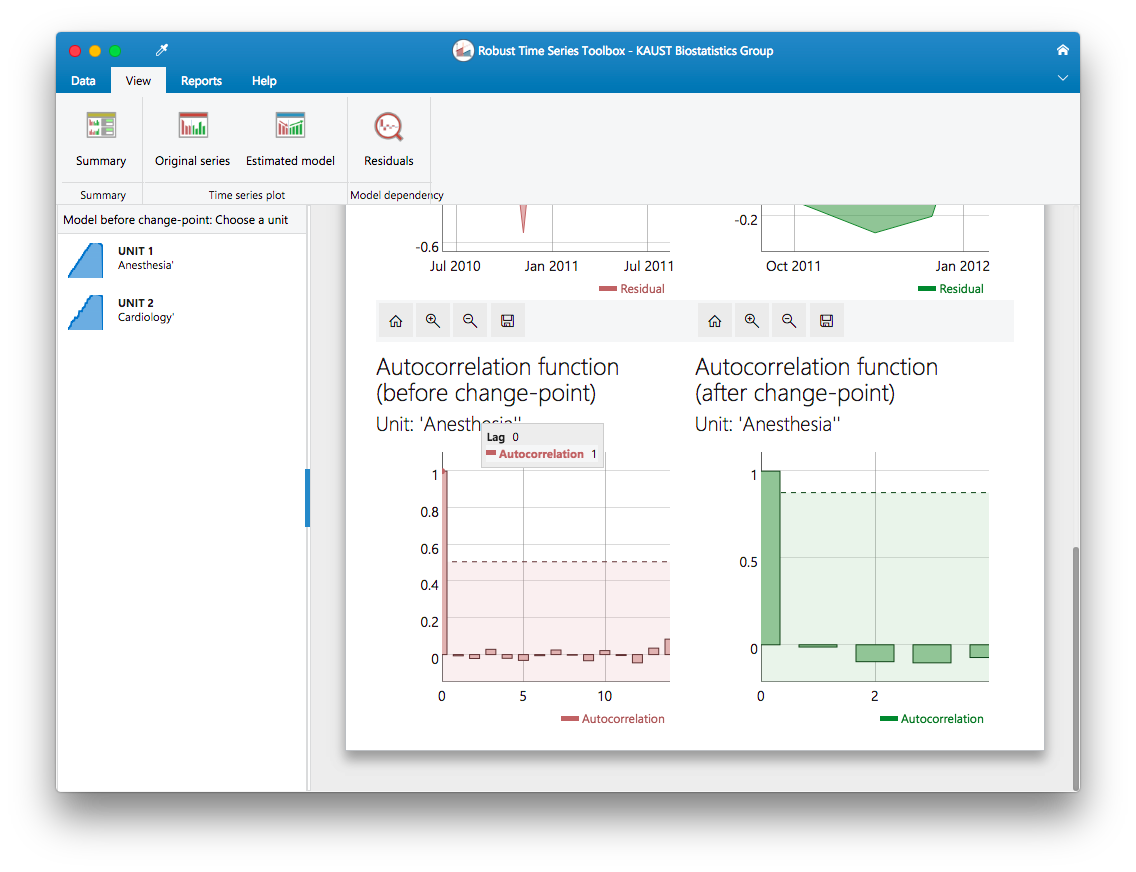 Robust Time Series Toolbox - KAUST Biostatistics Group
Data View Reports Help
Summary Original series Estimated model Residuals
Summary Time series plot Model dependency
Model before change-point: Choose a unit
UNIT 1
Anesthesia'
UNIT 2
Cardiology'
-0.6
Jul 2010 Jan 2011 Jul 2011
Residual
-0.2
Oct 2011 Jan 2012
Residual
Autocorrelation function
(before change-point)
Unit: 'Anesthesia''
Lag 0
Autocorrelation 1
1
0.8
0.6
0.4
0.2
0
0 5 10
Autocorrelation
Autocorrelation function
(after change-point)
Unit: 'Anesthesia''
1
0.5
0
0 2
Autocorrelation